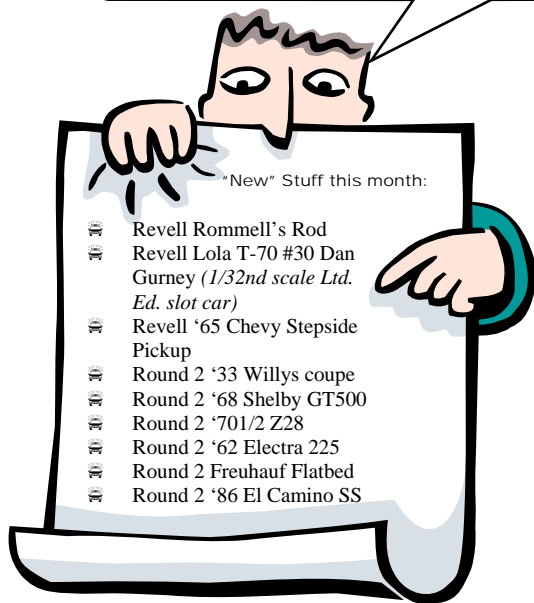 "New" Stuff this month:
Revell Rommell's Rod
Revell Lola T-70 #30 Dan
Gurney (1/32nd scale Ltd.
Ed. slot car)
Revell ‘65 Chevy Stepside
Pickup
Round 2 ‘33 Willys coupe
Round 2 ‘68 Shelby GT500
Round 2 ‘701/2 Z28
Round 2 ‘62 Electra 225
Round 2 Freuhauf Flatbed
Round 2 ‘86 El Camino SS